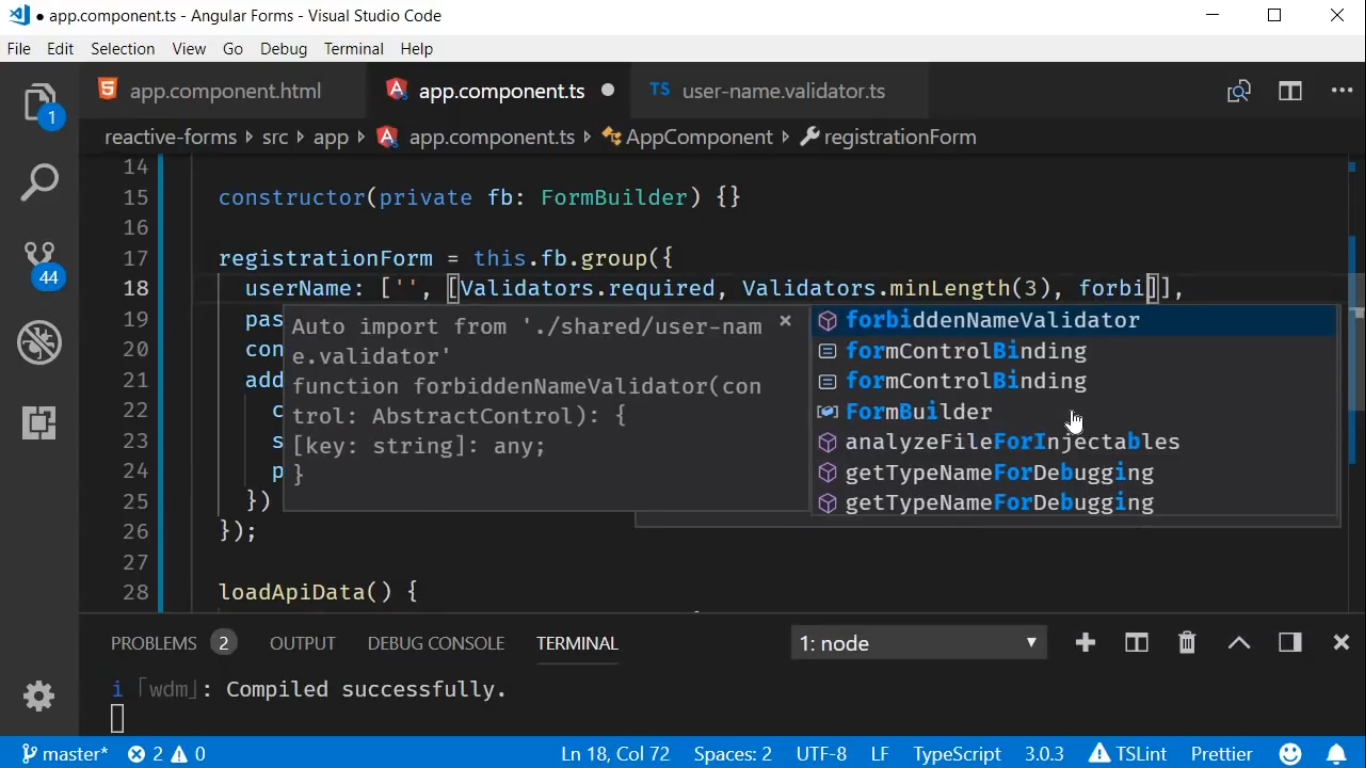 ● app.component.ts - Angular Forms - Visual Studio Code
File Edit Selection View Go Debug Terminal Help
app.component.html app.component.ts TS user-name.validator.ts
reactive-forms src app app.component.ts AppComponent registrationForm
14
15 constructor(private fb: FormBuilder) {}
16
17 registrationForm = this.fb.group({
18 userName: ['', [Validators.required, Validators.minLength(3), forbi]],
19 pas
20 con
21 add
22 c
23 s
24 p
25 })
26 });
27
28 loadApiData() {
Auto import from './shared/user-nam
e.validator'
function forbiddenNameValidator(con
trol: AbstractControl): {
[key: string]: any;
}
forbiddenNameValidator
formControlBinding
formControlBinding
FormBuilder
analyzeFileForInjectables
getTypeNameForDebugging
getTypeNameForDebugging
1
44
PROBLEMS 2 OUTPUT DEBUG CONSOLE TERMINAL 1: node
i ｢wdm｣: Compiled successfully.
master* 2 0 Ln 18, Col 72 Spaces: 2 UTF-8 LF TypeScript 3.0.3 TSLint Prettier